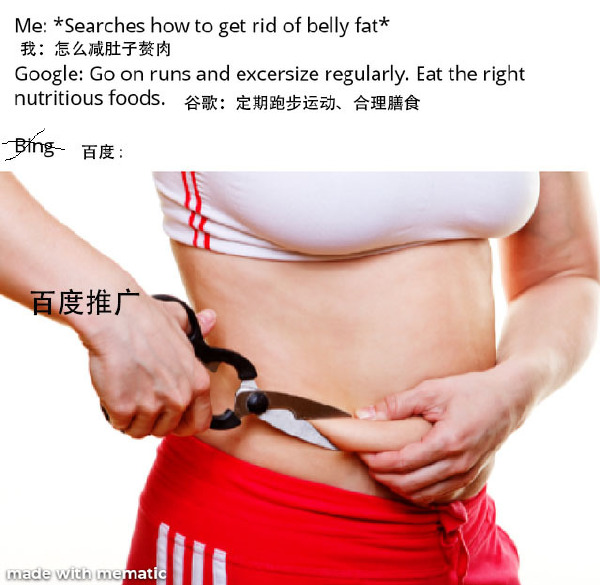 Me: *Searches how to get rid of belly fat*
我：怎么减肚子赘肉
Google: Go on runs and excersize regularly. Eat the right
nutritious foods. 谷歌：定期跑步运动、合理膳食
Bing 百度：
百度推广
made with mematic